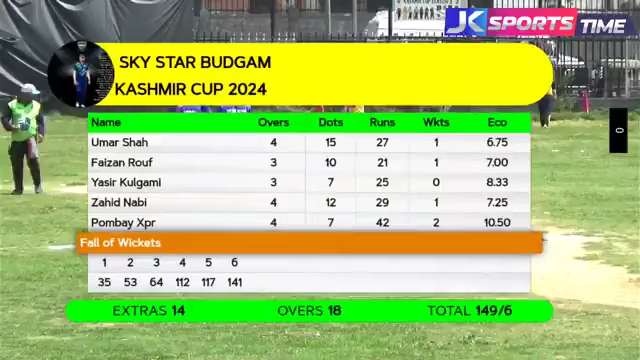 JK SPORTS TIME
SKY STAR BUDGAM
KASHMIR CUP 2024
Name Overs Dots Runs Wkts Eco
Umar Shah 4 15 27 1 6.75
Faizan Rouf 3 10 21 1 7.00
Yasir Kulgami 3 7 25 0 8.33
Zahid Nabi 4 12 29 1 7.25
Pombay Xpr 4 7 42 2 10.50
Fall of Wickets
1 2 3 4 5 6
35 53 64 112 117 141
EXTRAS 14 OVERS 18 TOTAL 149/6
0